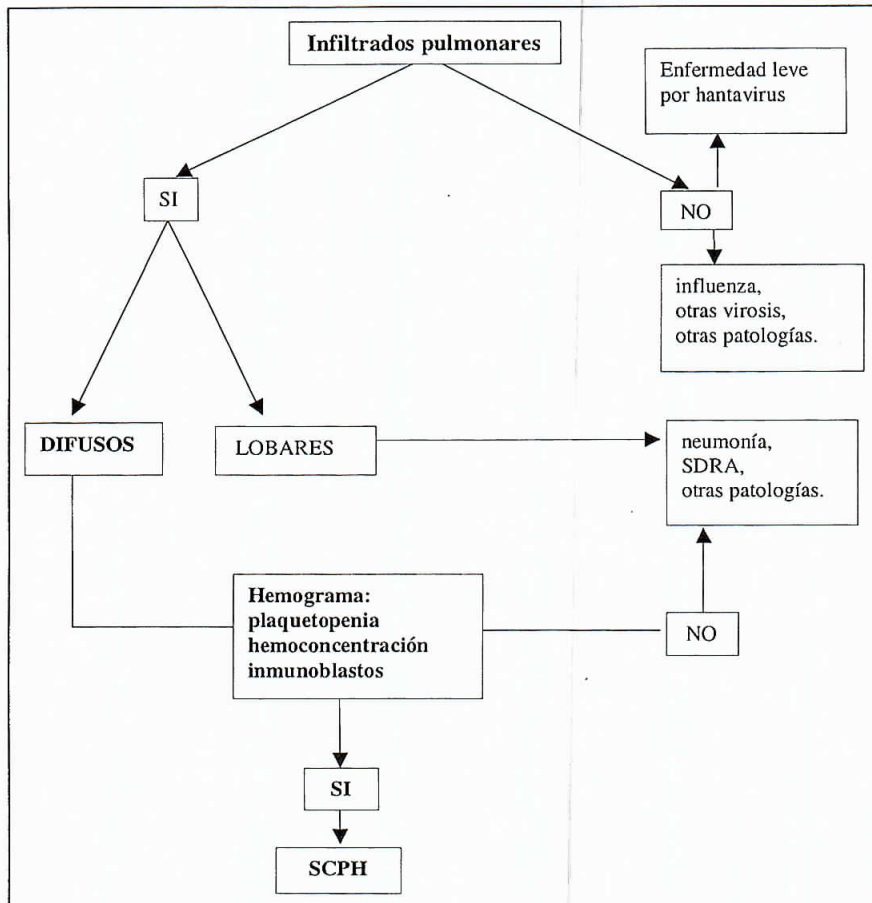 Infiltrados pulmonares
Enfermedad leve
por hantavirus
SI
NO
influenza,
otras virosis,
otras patologías.
DIFUSOS
LOBARES
neumonía,
SDRA,
otras patologías.
Hemograma:
plaquetopenia
hemoconcentración
inmunoblastos
NO
SI
SCPH